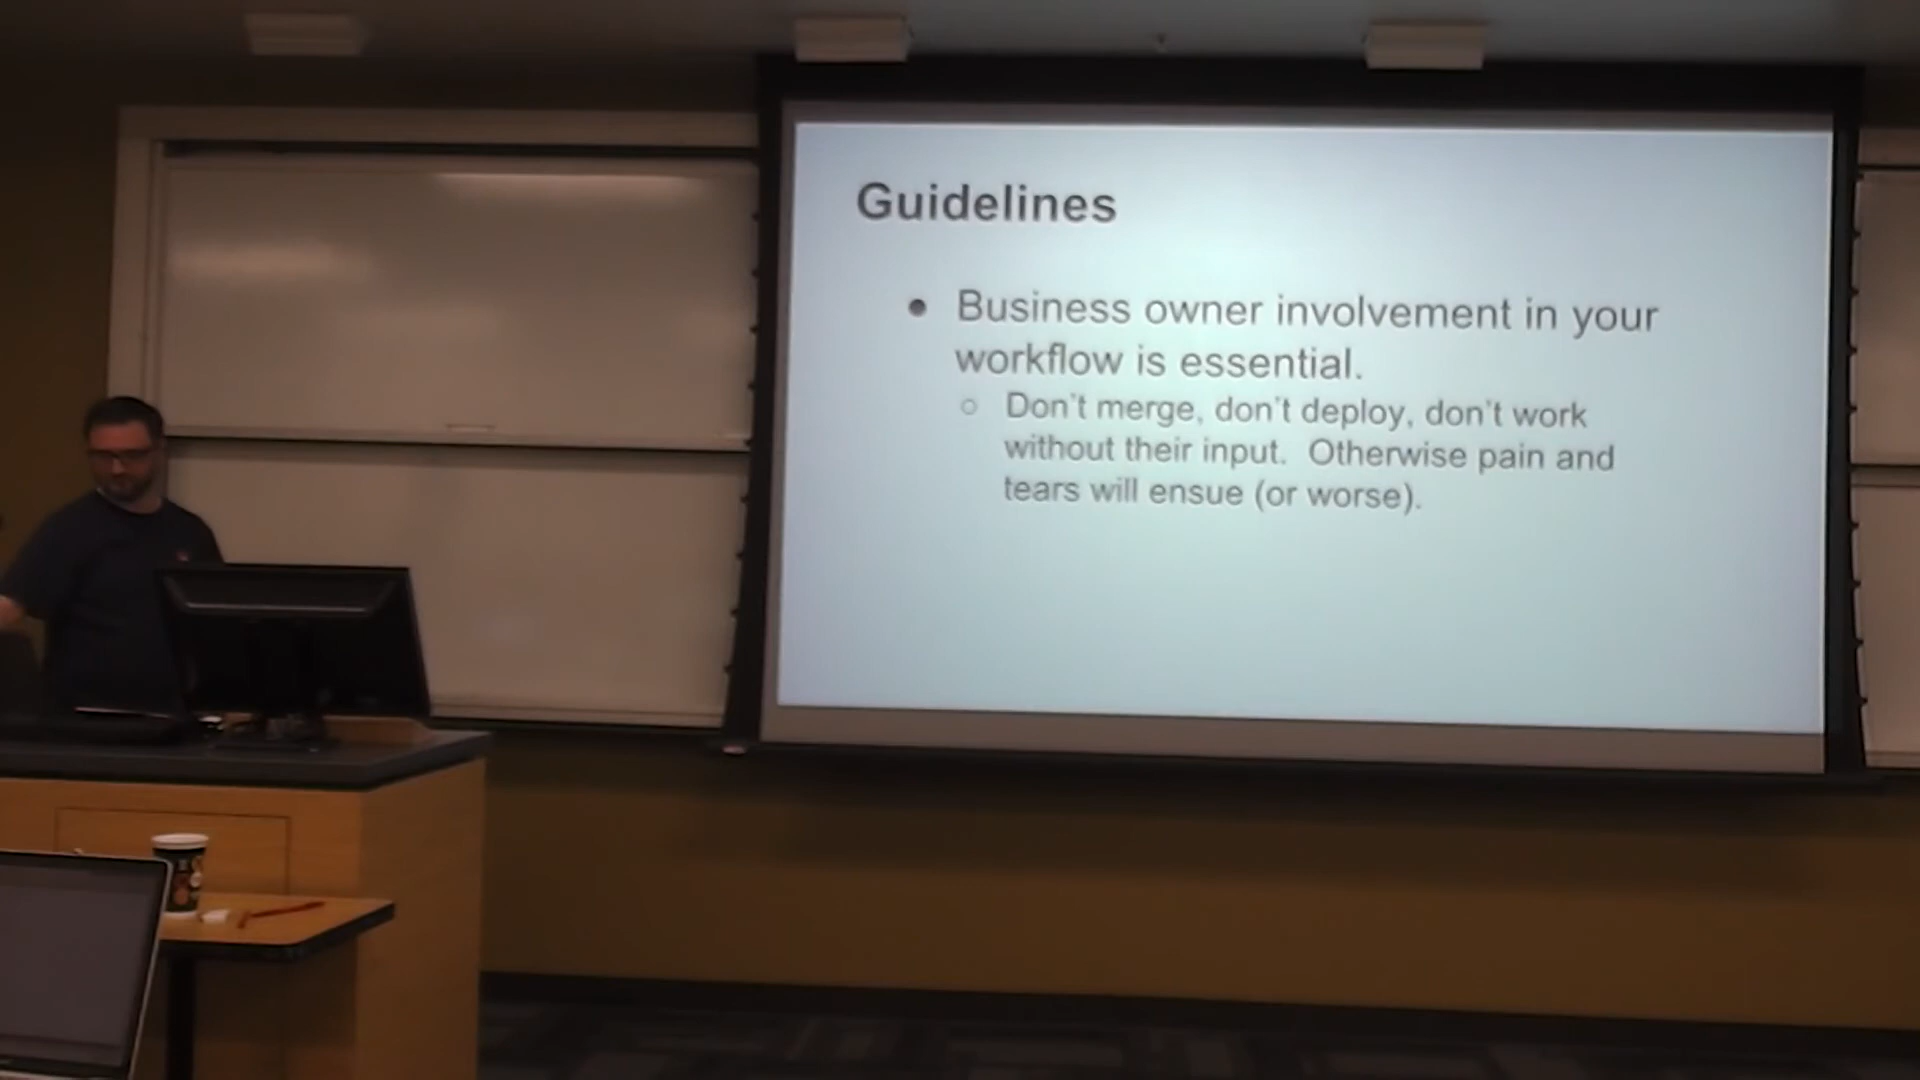 Guidelines
● Business owner involvement in your
workflow is essential.
○ Don't merge, don't deploy, don't work
without their input. Otherwise pain and
tears will ensue (or worse).